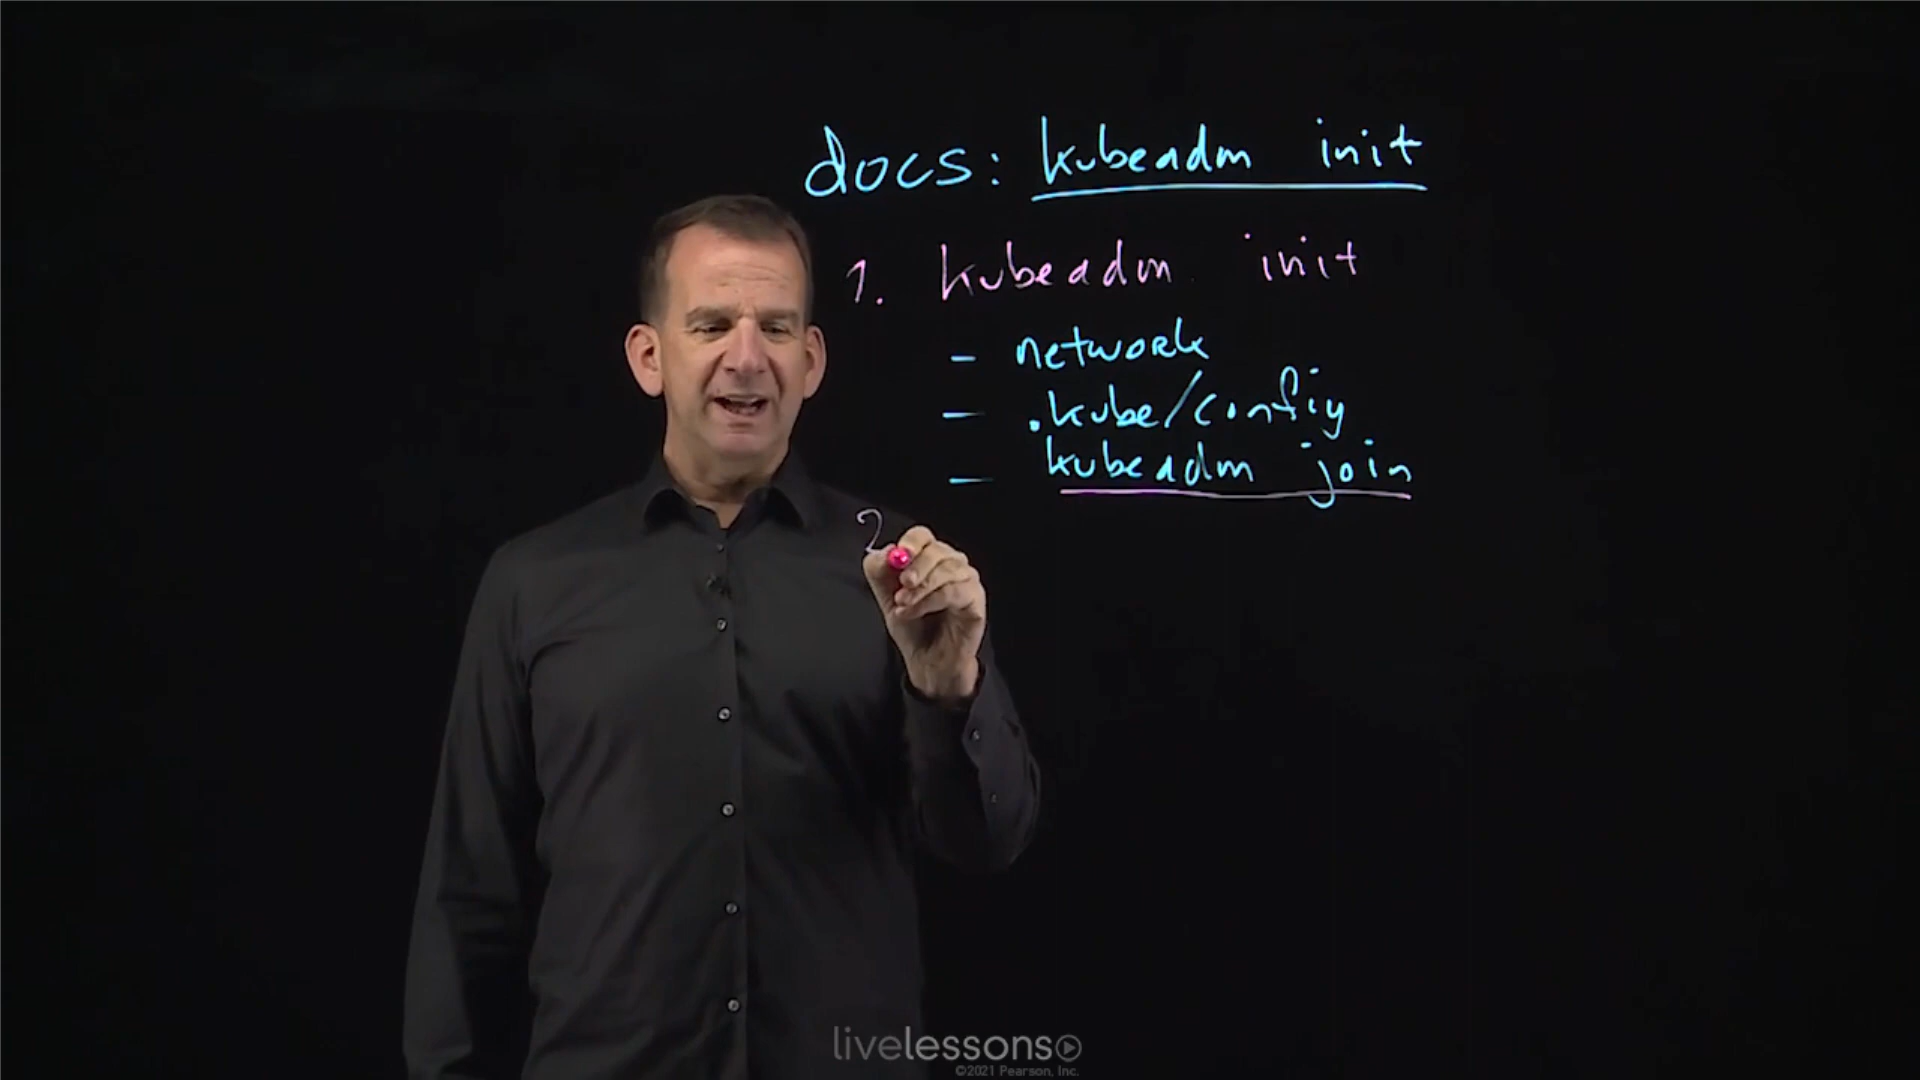 docs: kubeadm init
1. kubeadm init
- network
- .kube/config
- kubeadm join
2
livelessons
©2021 Pearson, Inc.